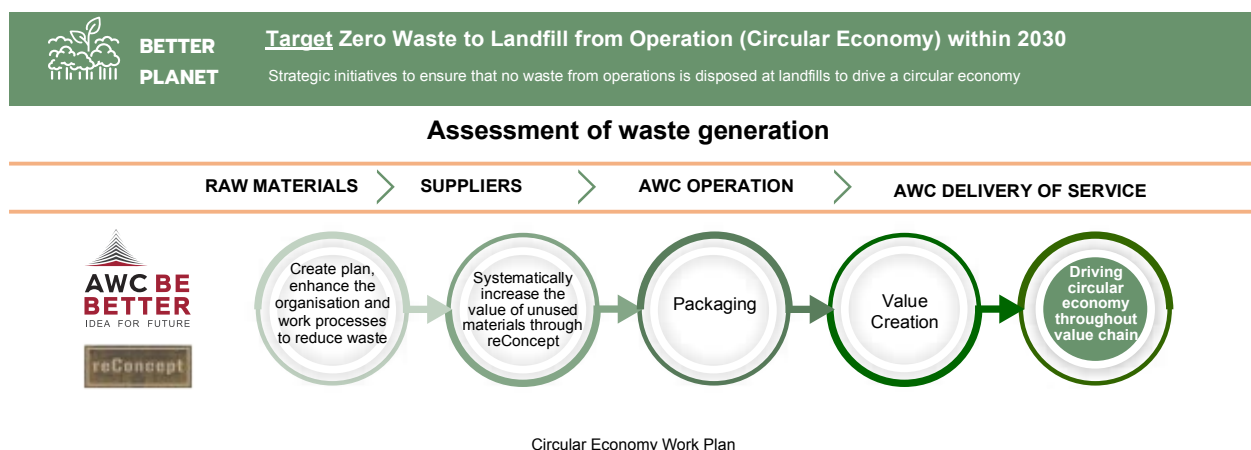 BETTER
PLANET
Target Zero Waste to Landfill from Operation (Circular Economy) within 2030
Strategic initiatives to ensure that no waste from operations is disposed at landfills to drive a circular economy
Assessment of waste generation
RAW MATERIALS
SUPPLIERS
AWC OPERATION
AWC DELIVERY OF SERVICE
AWC BE
BETTER
IDEA FOR FUTURE
reConcept
Create plan,
enhance the
organisation and
work processes
to reduce waste
Systematically
increase the
value of unused
materials through
reConcept
Packaging
Value
Creation
Driving
circular
economy
throughout
value chain
Circular Economy Work Plan